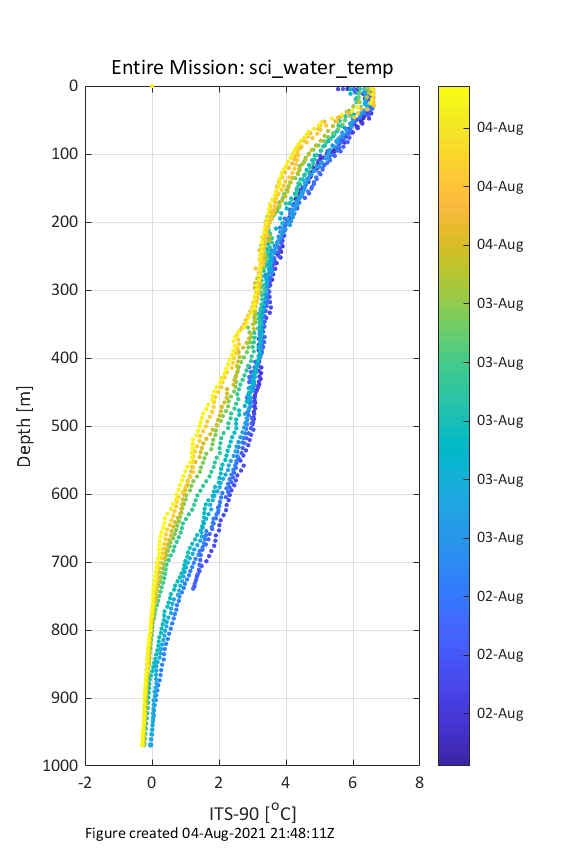 Entire Mission: sci_water_temp
0
100
200
300
400
500
600
700
800
900
1000
Depth [m]
-2
0
2
4
6
8
ITS-90 [°C]
04-Aug
04-Aug
04-Aug
03-Aug
03-Aug
03-Aug
03-Aug
03-Aug
02-Aug
02-Aug
02-Aug
Figure created 04-Aug-2021 21:48:11Z